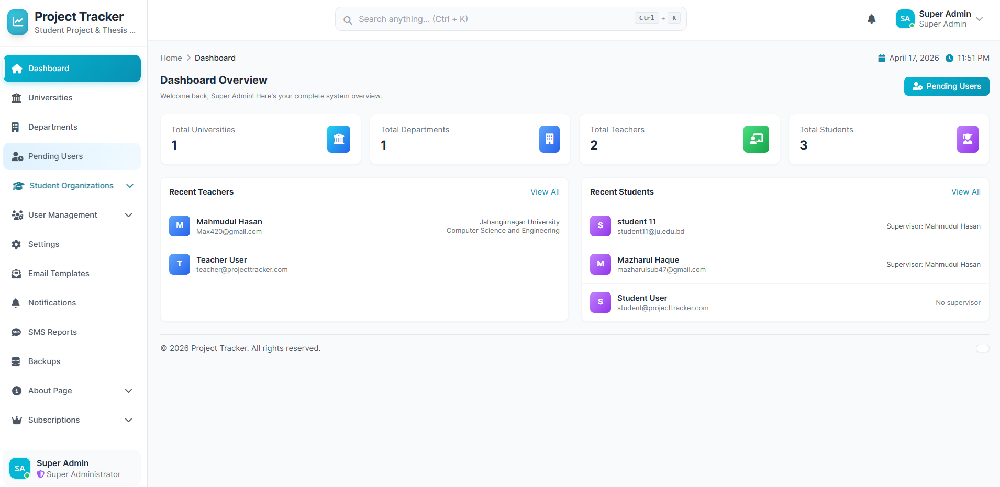 Project Tracker
Student Project & Thesis ...
Search anything... (Ctrl + K)
Ctrl + K
SA
Super Admin
Super Admin
Dashboard
Universities
Departments
Pending Users
Student Organizations
User Management
Settings
Email Templates
Notifications
SMS
SMS Reports
Backups
About Page
Subscriptions
SA
Super Admin
Super Administrator
Home > Dashboard
April 17, 2026 11:51 PM
Dashboard Overview
Welcome back, Super Admin! Here's your complete system overview.
Pending Users
Total Universities
1
Total Departments
1
Total Teachers
2
Total Students
3
Recent Teachers
View All
M
Mahmudul Hasan
Max420@gmail.com
Jahangirnagar University
Computer Science and Engineering
T
Teacher User
teacher@projecttracker.com
Recent Students
View All
S
student 11
student11@ju.edu.bd
Supervisor: Mahmudul Hasan
M
Mazharul Haque
mazharulsub47@gmail.com
Supervisor: Mahmudul Hasan
S
Student User
student@projecttracker.com
No supervisor
© 2026 Project Tracker. All rights reserved.